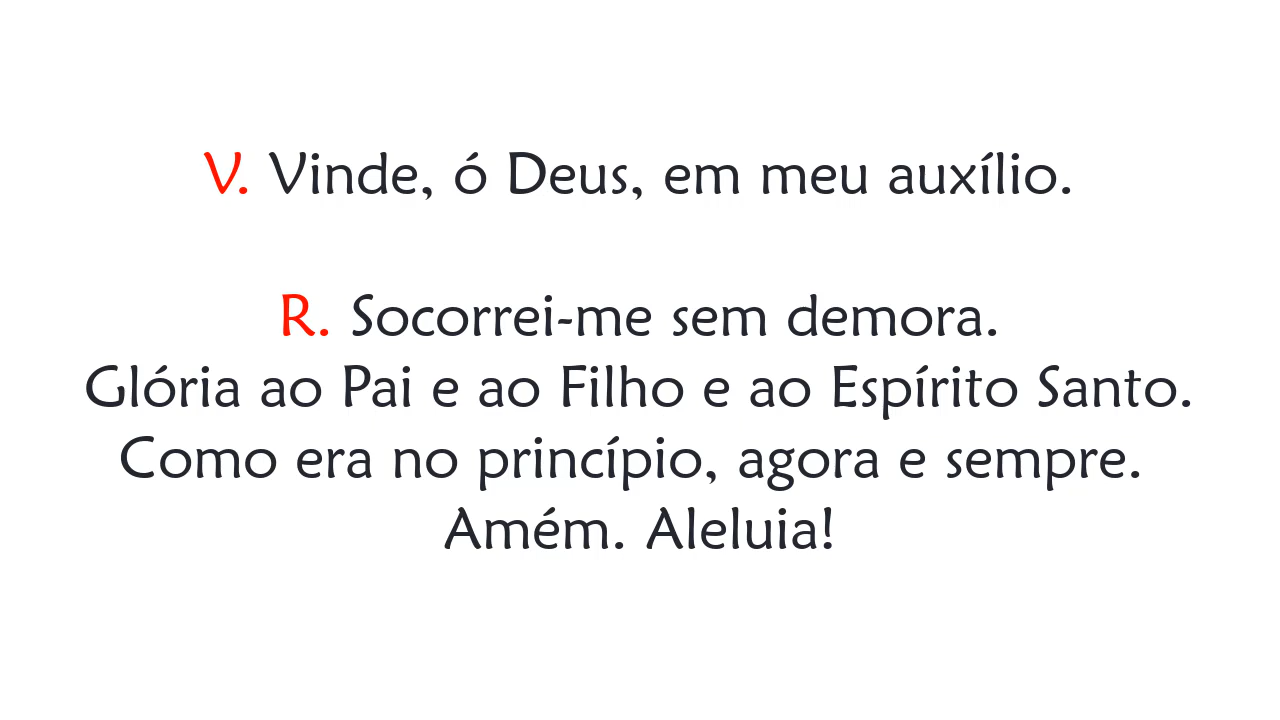 V. Vinde, ó Deus, em meu auxílio.
R. Socorrei-me sem demora.
Glória ao Pai e ao Filho e ao Espírito Santo.
Como era no princípio, agora e sempre.
Amém. Aleluia!